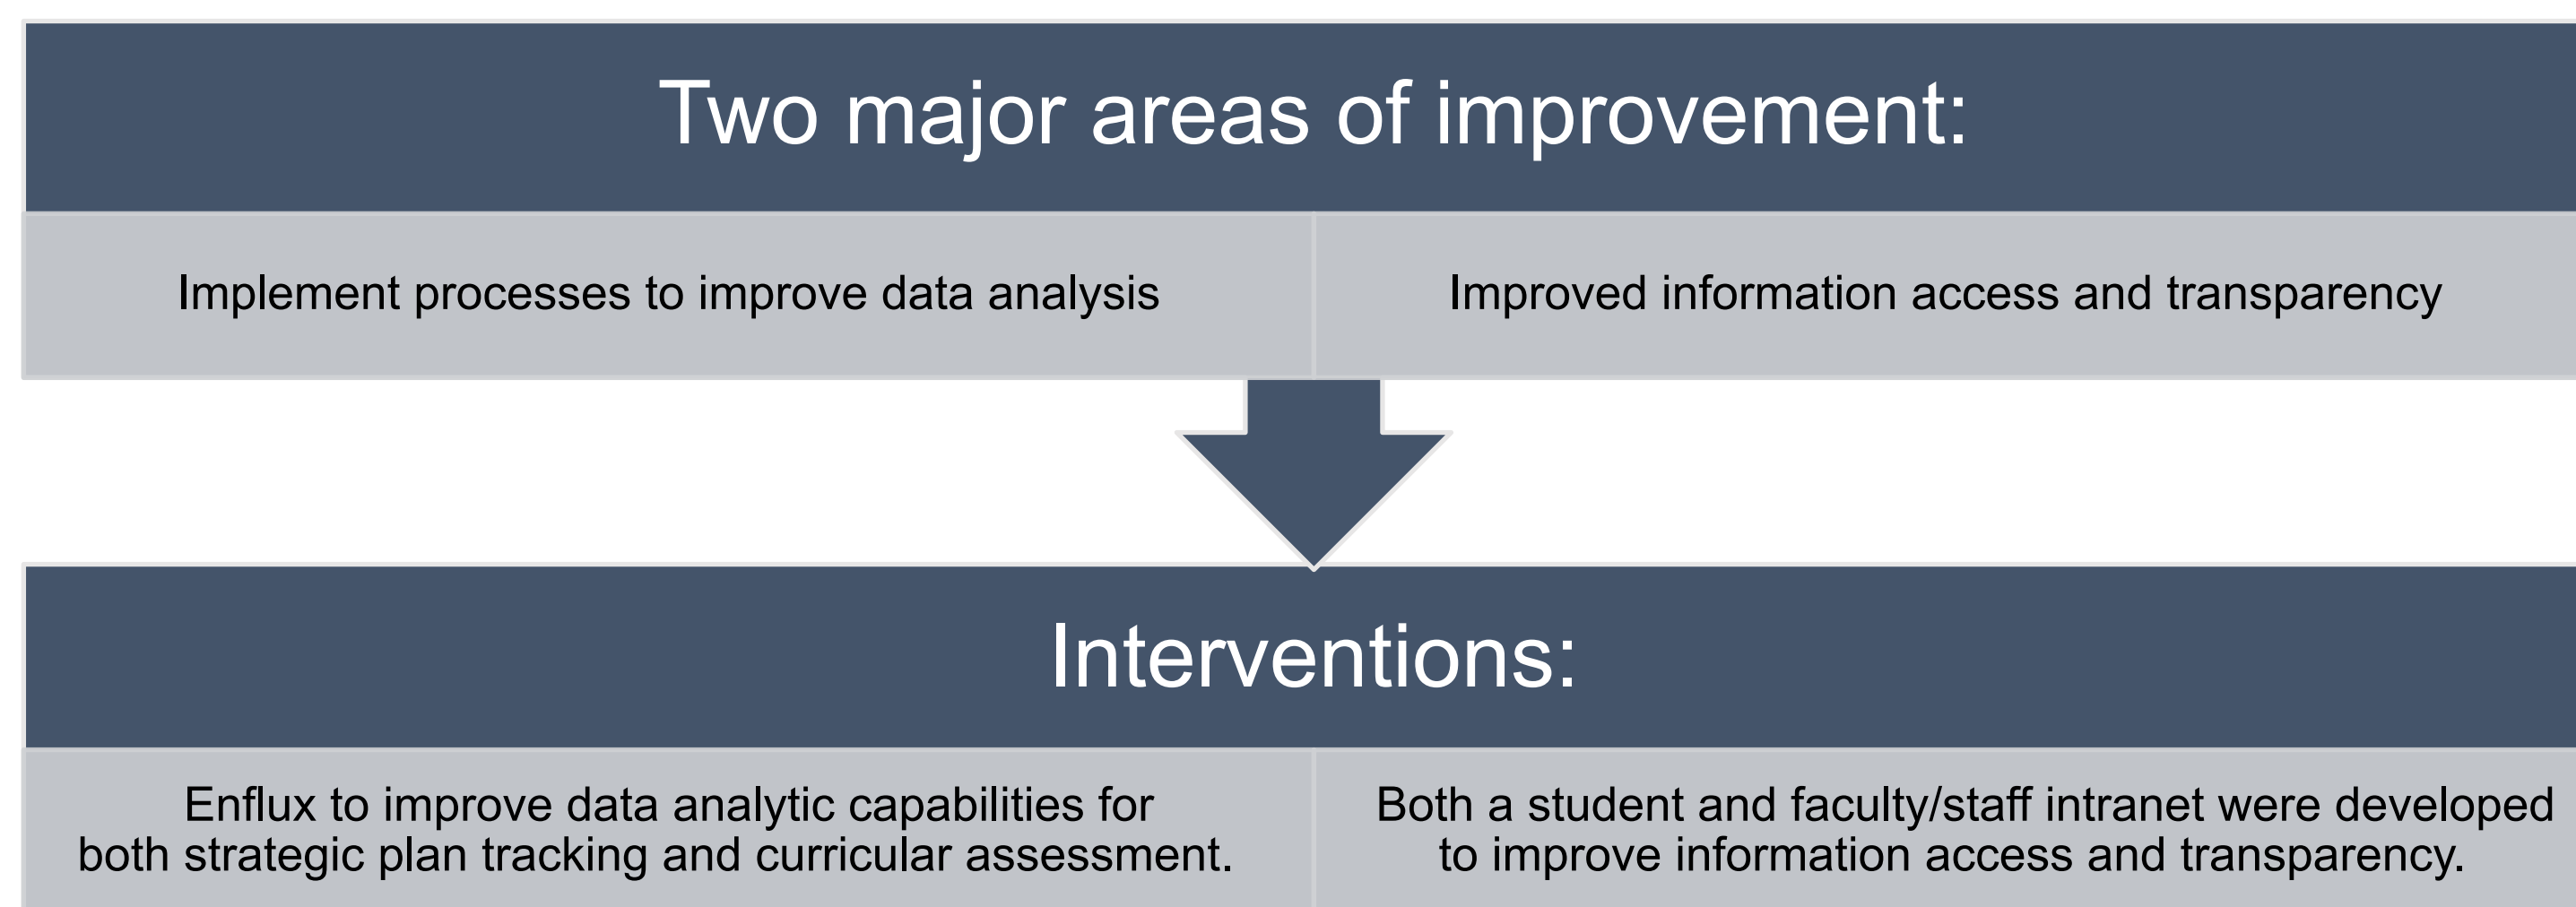 Two major areas of improvement:
Implement processes to improve data analysis
Improved information access and transparency
Interventions:
Enflux to improve data analytic capabilities for
both strategic plan tracking and curricular assessment.
Both a student and faculty/staff intranet were developed
to improve information access and transparency.